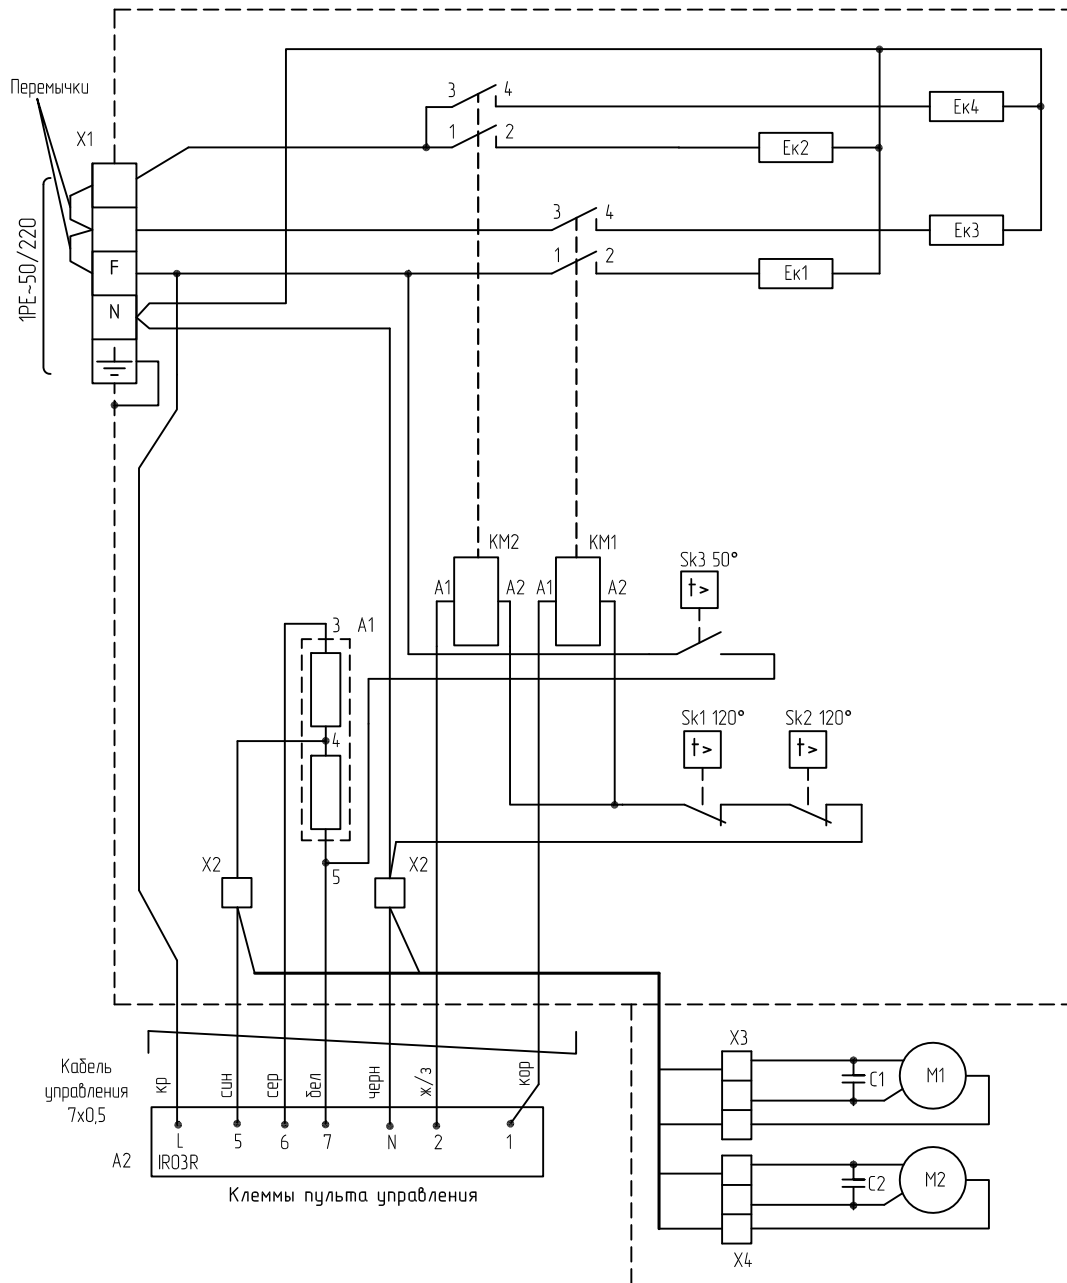 Перемычки
X1
3
4
Ек4
1
2
Ек2
1PE~50/220
3
4
Ек3
F
1
2
Ек1
N
KM2
KM1
Sk3 50°
t>
A1
A2
A1
A2
3
A1
4
Sk1 120°
Sk2 120°
t>
t>
X2
5
X2
Кабель
управления
7х0,5
кр
син
сер
бел
черн
ж/з
кор
X3
C1
M1
L
5
6
7
N
2
1
A2
IR03R
Клеммы пульта управления
C2
M2
X4